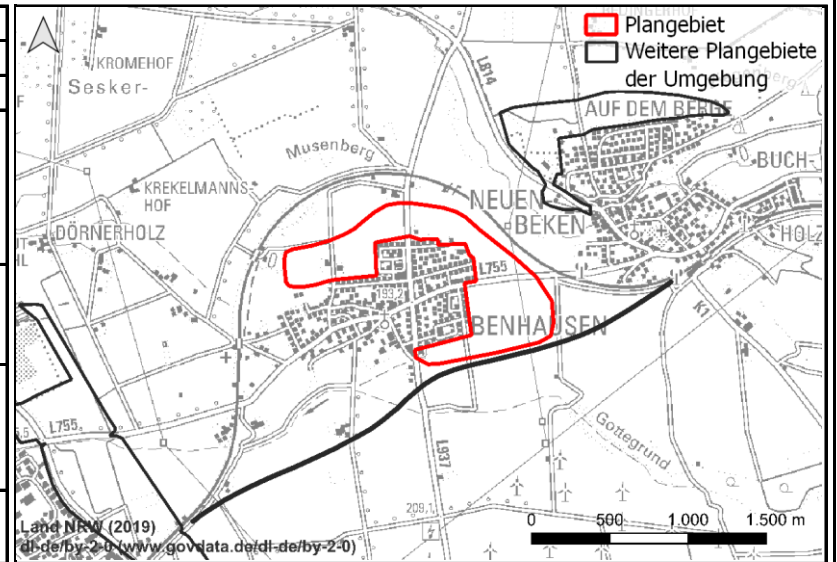 Plangebiet
Weitere Plangebiete
der Umgebung
KROMEHOF
Sesker-
L814
AUF DEM BERGE
Musenberg
BUCH-
KREKELMANNS-
HOF
NEUEN-
BEKEN
DÖRNERHOLZ
HOLZ
L755
193,2
BENHAUSEN
K1
Gottegrund
L755
L937
209,1
0 500 1.000 1.500 m
Land NRW (2019)
dl-de/by-2-0 (www.govdata.de/dl-de/by-2-0)